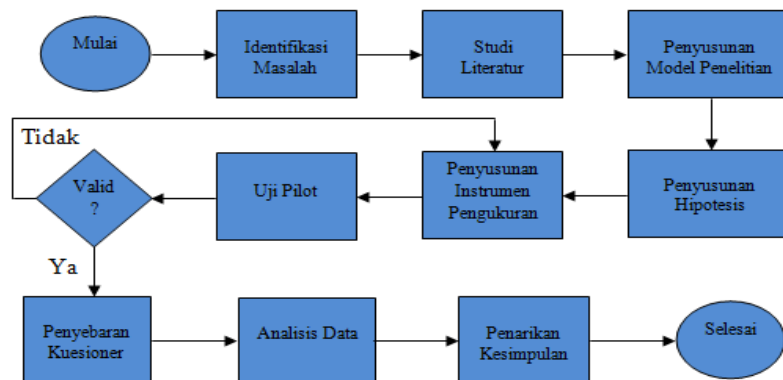 Mulai
Identifikasi
Masalah
Studi
Literatur
Penyusunan
Model Penelitian
Penyusunan
Hipotesis
Penyusunan
Instrumen
Pengukuran
Uji Pilot
Valid
?
Tidak
Ya
Penyebaran
Kuesioner
Analisis Data
Penarikan
Kesimpulan
Selesai